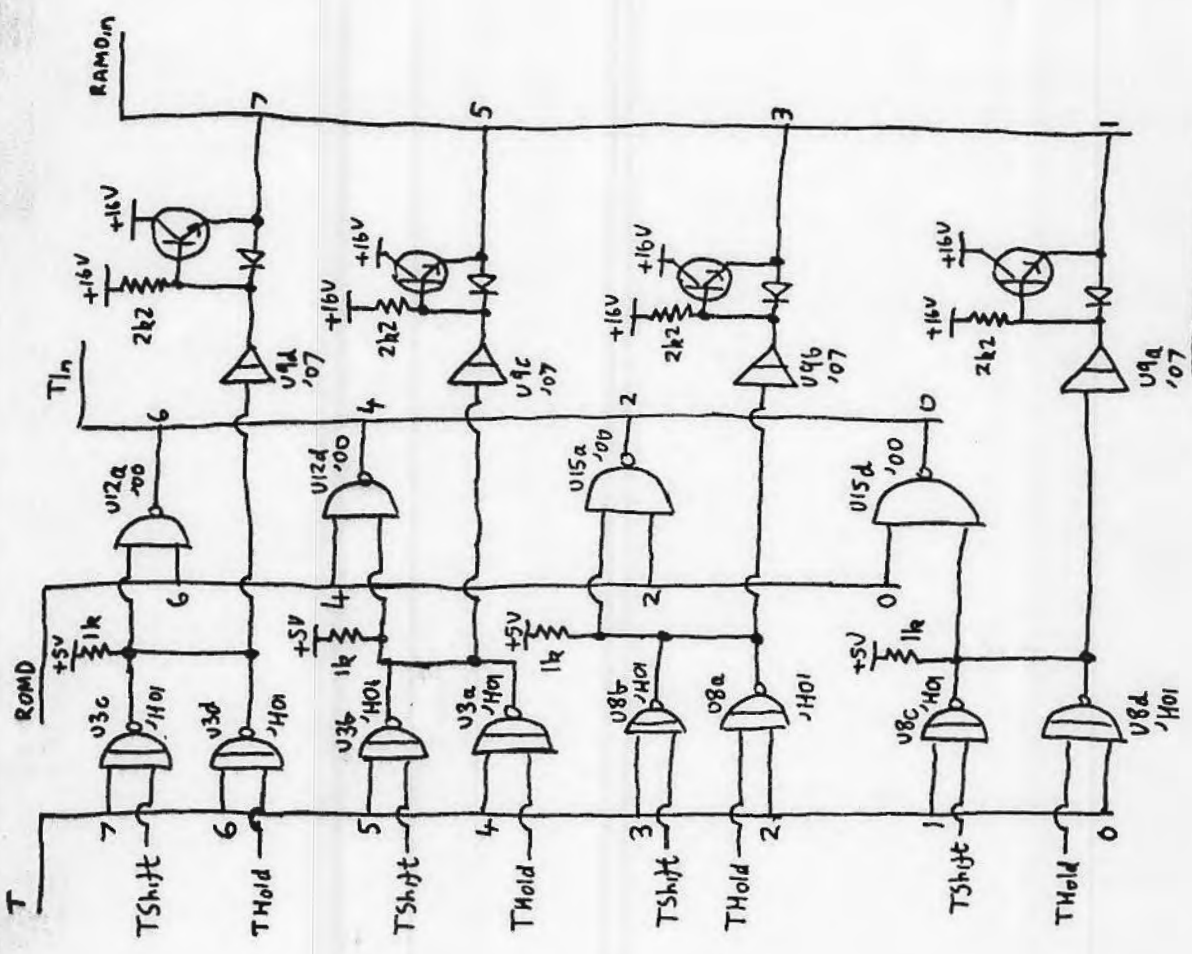 RAMDin
TIn
ROMD
T
+16V
+16V
2k2
7
6
U12a
'00
U9d
'07
6
+5V
1k
U3c
'H01
7
TShift
U3d
'H01
6
THold
+16V
+16V
2k2
5
4
U12d
'00
U9c
'07
4
+5V
1k
U3b
'H01
5
TShift
U3a
'H01
4
THold
+16V
+16V
2k2
3
2
U15a
'00
U9b
'07
2
+5V
1k
U8b
'H01
3
TShift
U8a
'H01
2
THold
+16V
+16V
2k2
1
0
U15d
'00
U9a
'07
0
+5V
1k
U8c
'H01
1
TShift
U8d
'H01
0
THold